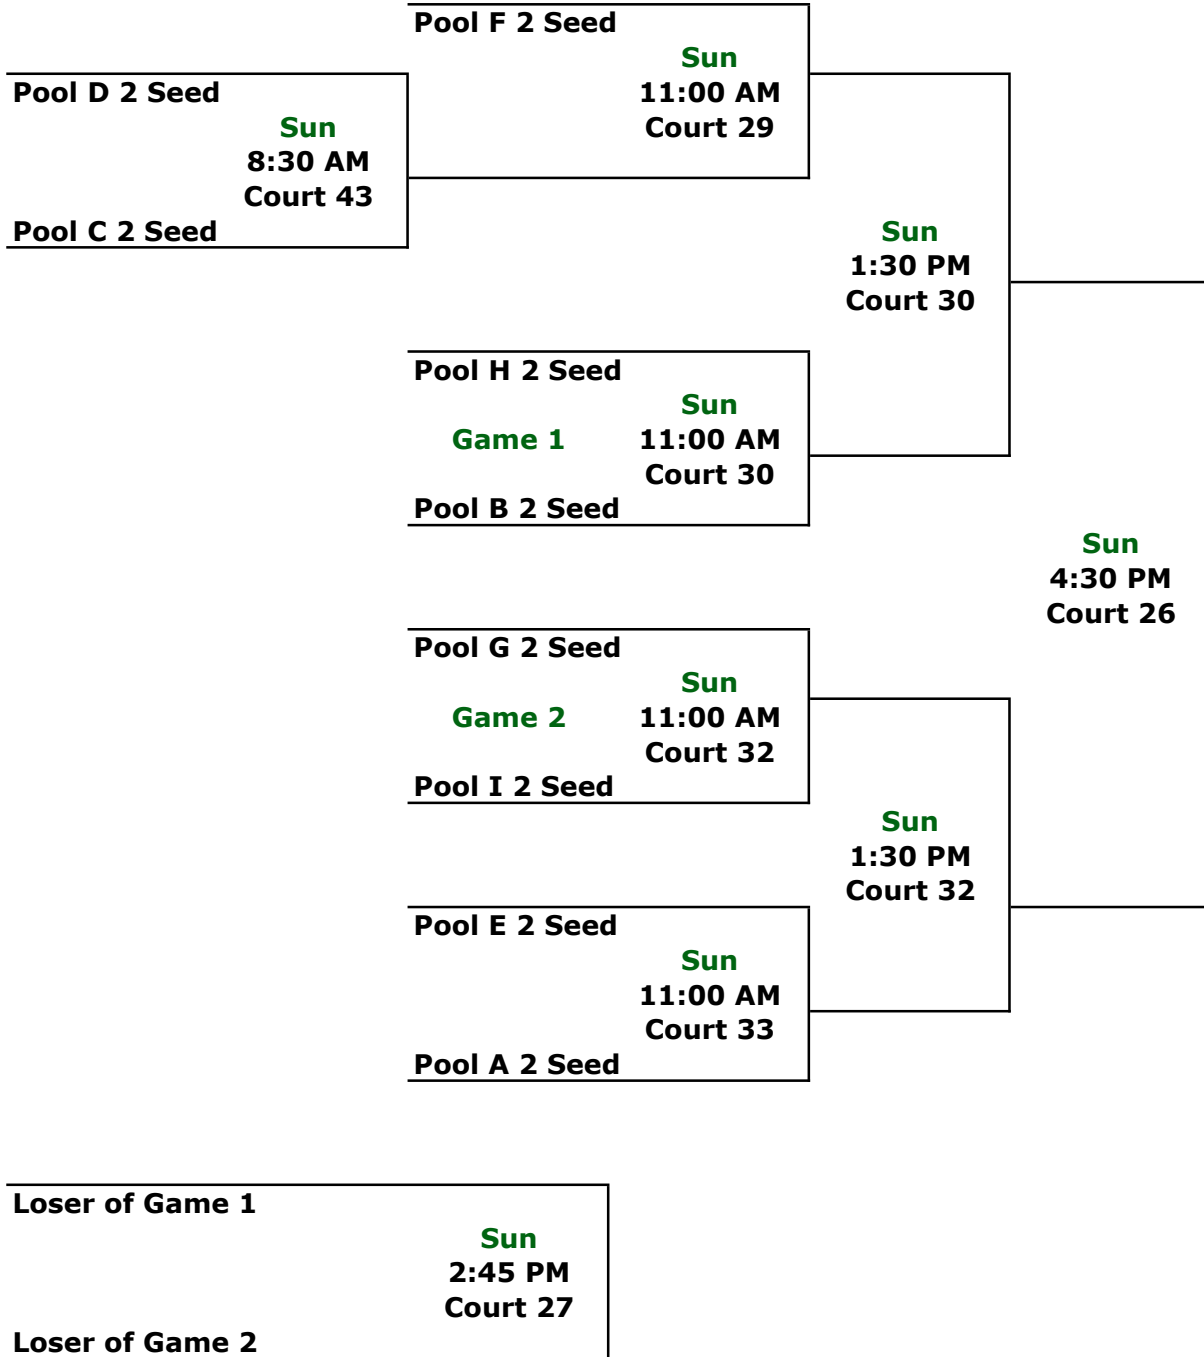 Pool F 2 Seed
Sun
11:00 AM
Court 29
Pool D 2 Seed
Sun
8:30 AM
Court 43
Pool C 2 Seed
Sun
1:30 PM
Court 30
Pool H 2 Seed
Sun
Game 1 11:00 AM
Court 30
Pool B 2 Seed
Sun
4:30 PM
Court 26
Pool G 2 Seed
Sun
Game 2 11:00 AM
Court 32
Pool I 2 Seed
Sun
1:30 PM
Court 32
Pool E 2 Seed
Sun
11:00 AM
Court 33
Pool A 2 Seed
Loser of Game 1
Sun
2:45 PM
Court 27
Loser of Game 2